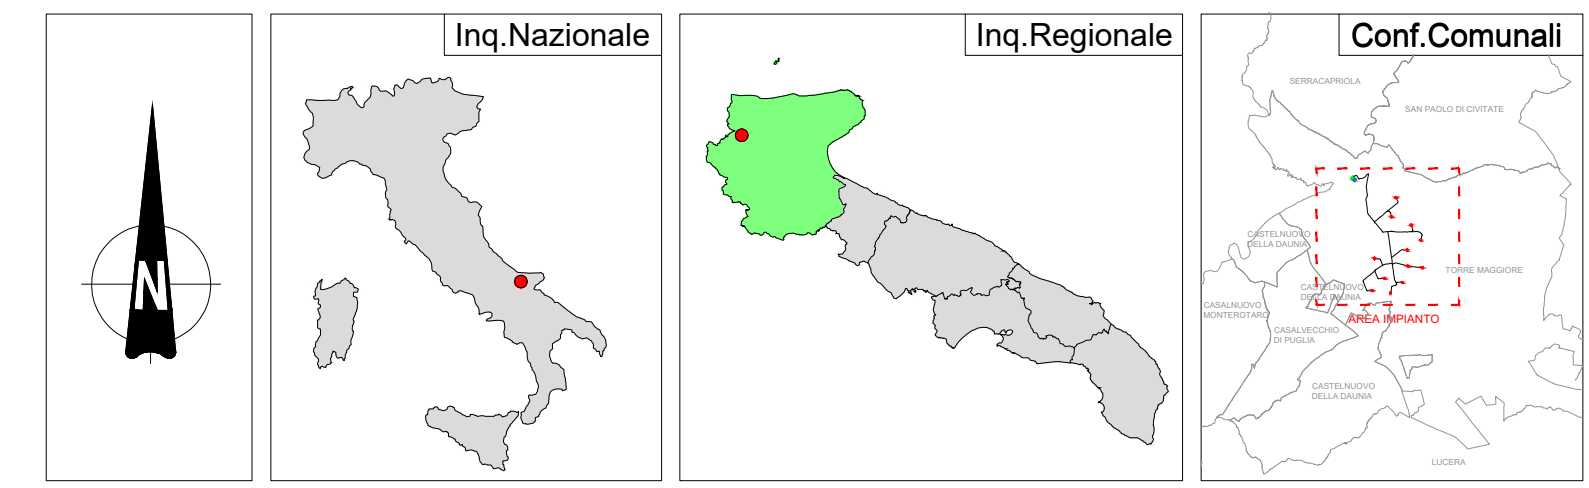 N
Inq.Nazionale
Inq.Regionale
Conf.Comunali
SERRACAPRIOLA
SAN PAOLO DI CIVITATE
CASTELNUOVO
DELLA DAUNIA
TORRE MAGGIORE
CASTELNUOVO
DELLA DAUNIA
CASALNUOVO
MONTEROTARO
AREA IMPIANTO
CASALVECCHIO
DI PUGLIA
CASTELNUOVO
DELLA DAUNIA
LUCERA